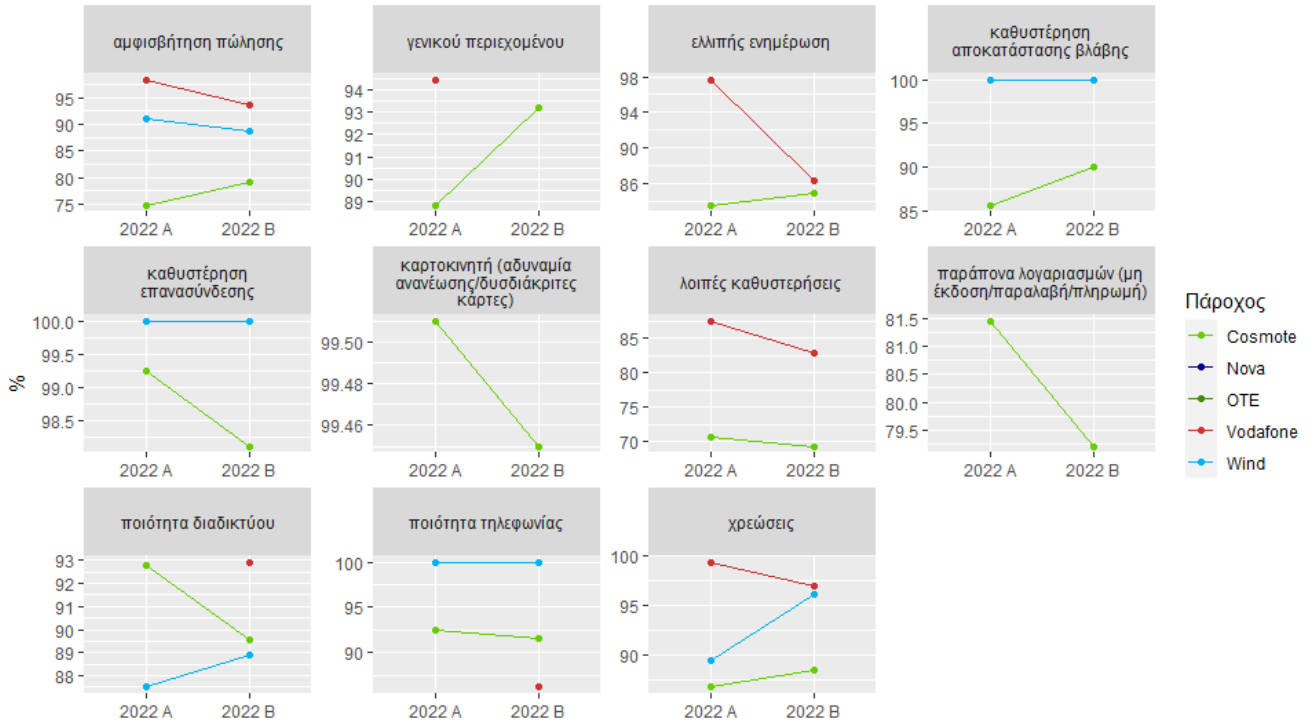 αμφισβήτηση πώλησης
γενικού περιεχομένου
ελλιπής ενημέρωση
καθυστέρηση
αποκατάστασης βλάβης
95
90
85
80
75
94
93
92
91
90
89
98
94
90
86
100
95
90
85
2022 A
2022 B
2022 A
2022 B
2022 A
2022 B
2022 A
2022 B
καθυστέρηση
επανασύνδεσης
καρτοκινητή (αδυναμία
ανανέωσης/δυσδιάκριτες
κάρτες)
λοιπές καθυστερήσεις
παράπονα λογαριασμών (μη
έκδοση/παραλαβή/πληρωμή)
100.0
99.5
99.0
98.5
99.50
99.48
99.46
85
80
75
70
81.5
81.0
80.5
80.0
79.5
2022 A
2022 B
2022 A
2022 B
2022 A
2022 B
2022 A
2022 B
%
ποιότητα διαδικτύου
ποιότητα τηλεφωνίας
χρεώσεις
93
92
91
90
89
88
100
95
90
100
95
90
2022 A
2022 B
2022 A
2022 B
2022 A
2022 B
Πάροχος
Cosmote
Nova
OTE
Vodafone
Wind